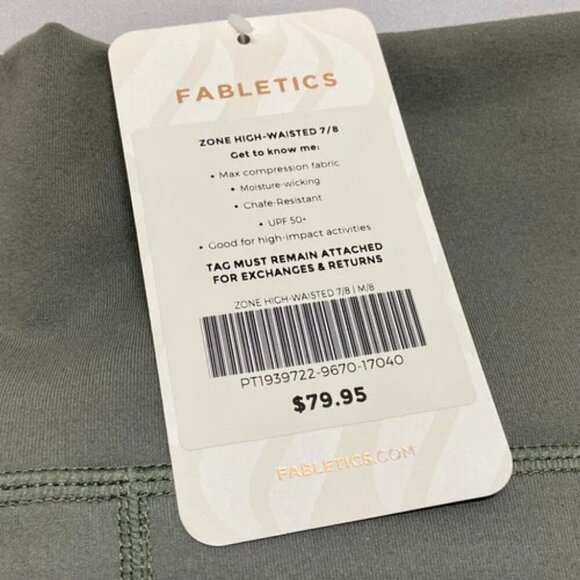 FABLETICS
ZONE HIGH-WAISTED 7/8
Get to know me:
• Max compression fabric
• Moisture-wicking
• Chafe-Resistant
• UPF 50+
• Good for high-impact activities
TAG MUST REMAIN ATTACHED
FOR EXCHANGES & RETURNS
ZONE HIGH-WAISTED 7/8 | M/8
PT1939722-9670-17040
$79.95
FABLETICS.COM